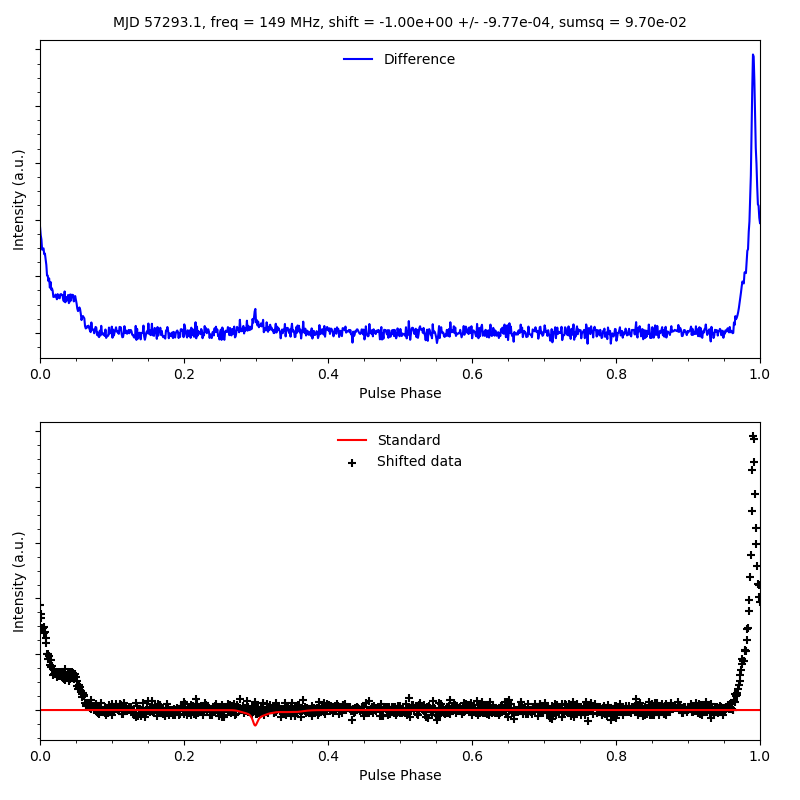 MJD 57293.1, freq = 149 MHz, shift = -1.00e+00 +/- -9.77e-04, sumsq = 9.70e-02
Difference
Intensity (a.u.)
0.0 0.2 0.4 0.6 0.8 1.0
Pulse Phase
Standard
Shifted data
Intensity (a.u.)
0.0 0.2 0.4 0.6 0.8 1.0
Pulse Phase